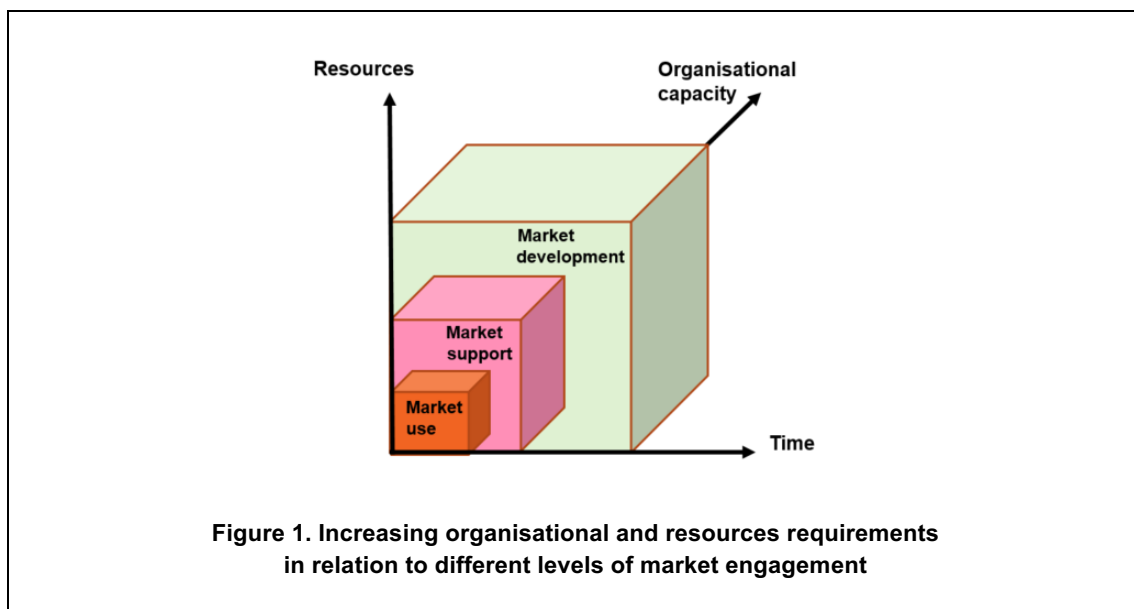 Resources
Organisational
capacity
Market
development
Market
support
Market
use
Time
Figure 1. Increasing organisational and resources requirements
in relation to different levels of market engagement